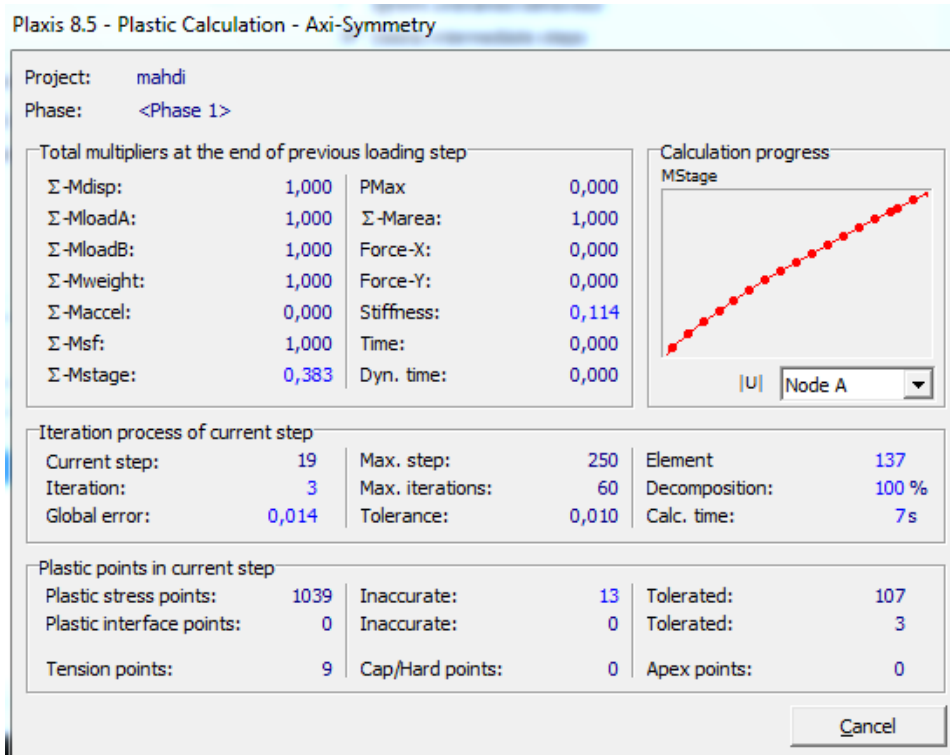 Plaxis 8.5 - Plastic Calculation - Axi-Symmetry
Project: mahdi
Phase: <Phase 1>
Total multipliers at the end of previous loading step
Σ-Mdisp: 1,000 PMax 0,000
Σ-MloadA: 1,000 Σ-Marea: 1,000
Σ-MloadB: 1,000 Force-X: 0,000
Σ-Mweight: 1,000 Force-Y: 0,000
Σ-Maccel: 0,000 Stiffness: 0,114
Σ-Msf: 1,000 Time: 0,000
Σ-Mstage: 0,383 Dyn. time: 0,000
Calculation progress
MStage
|U| Node A
Iteration process of current step
Current step: 19 Max. step: 250 Element 137
Iteration: 3 Max. iterations: 60 Decomposition: 100 %
Global error: 0,014 Tolerance: 0,010 Calc. time: 7 s
Plastic points in current step
Plastic stress points: 1039 Inaccurate: 13 Tolerated: 107
Plastic interface points: 0 Inaccurate: 0 Tolerated: 3
Tension points: 9 Cap/Hard points: 0 Apex points: 0
Cancel